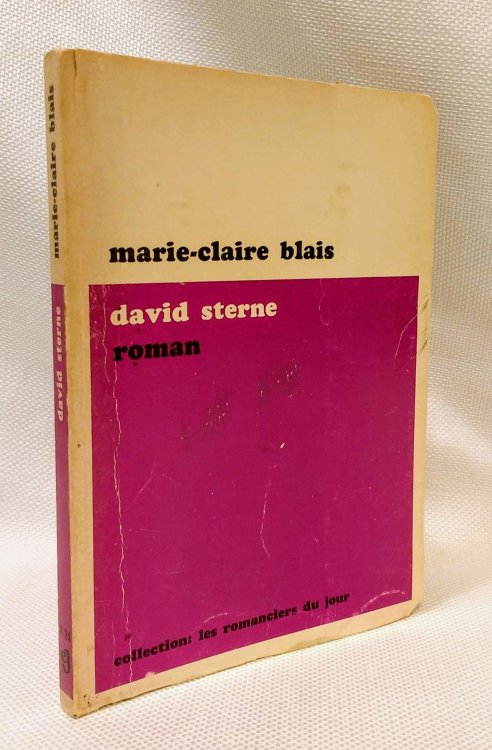 marie-claire blais
david sterne
roman
collection: les romanciers du jour
marie-claire blais
david sterne